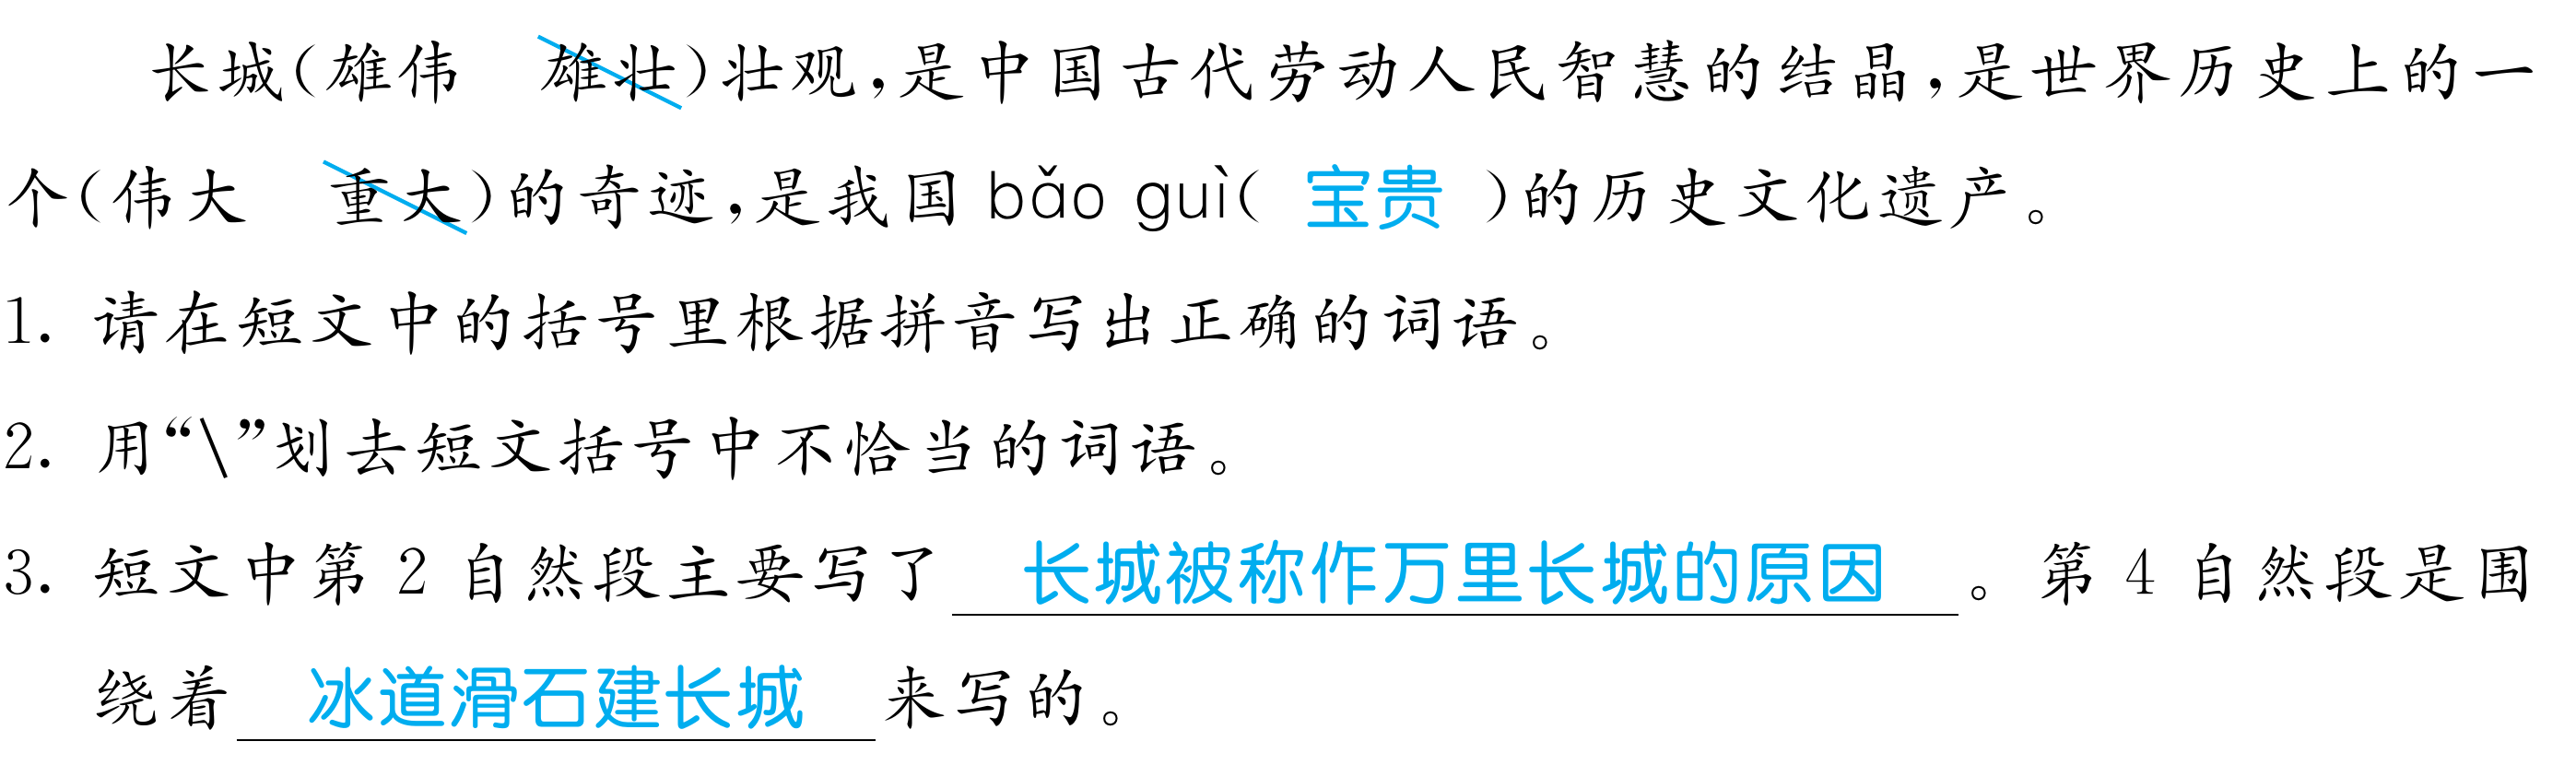 长城(雄伟 雄壮)壮观,是中国古代劳动人民智慧的结晶,是世界历史上的一
个(伟大 重大)的奇迹,是我国 bǎo guì( 宝贵 )的历史文化遗产。
1. 请在短文中的括号里根据拼音写出正确的词语。
2. 用“\”划去短文括号中不恰当的词语。
3. 短文中第 2 自然段主要写了 长城被称作万里长城的原因 。第 4 自然段是围
绕着 冰道滑石建长城 来写的。